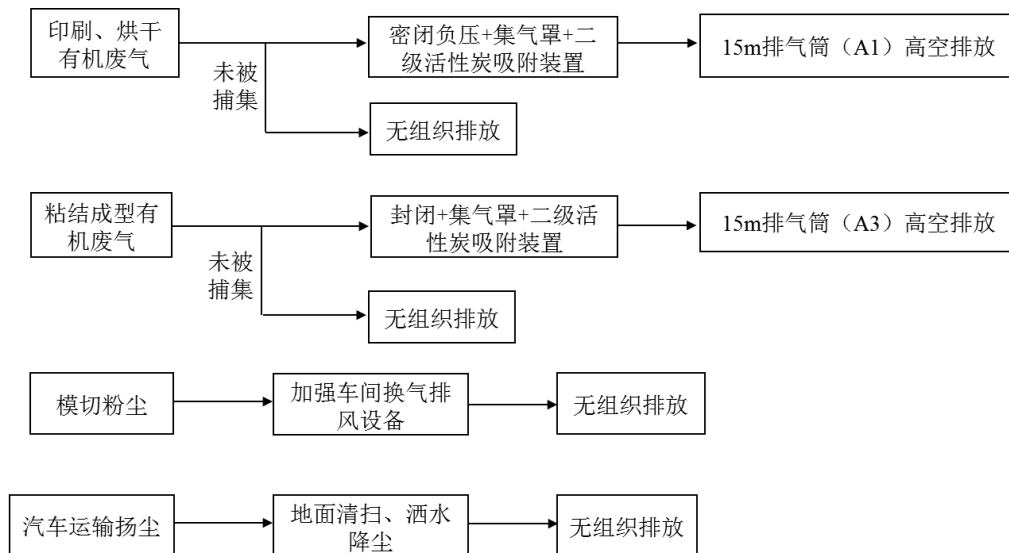 印刷、烘干
有机废气
未被
捕集
密闭负压+集气罩+二
级活性炭吸附装置
15m排气筒（A1）高空排放
无组织排放
粘结成型有
机废气
未被
捕集
封闭+集气罩+二级活
性炭吸附装置
15m排气筒（A3）高空排放
无组织排放
模切粉尘
加强车间换气排
风设备
无组织排放
汽车运输扬尘
地面清扫、洒水
降尘
无组织排放